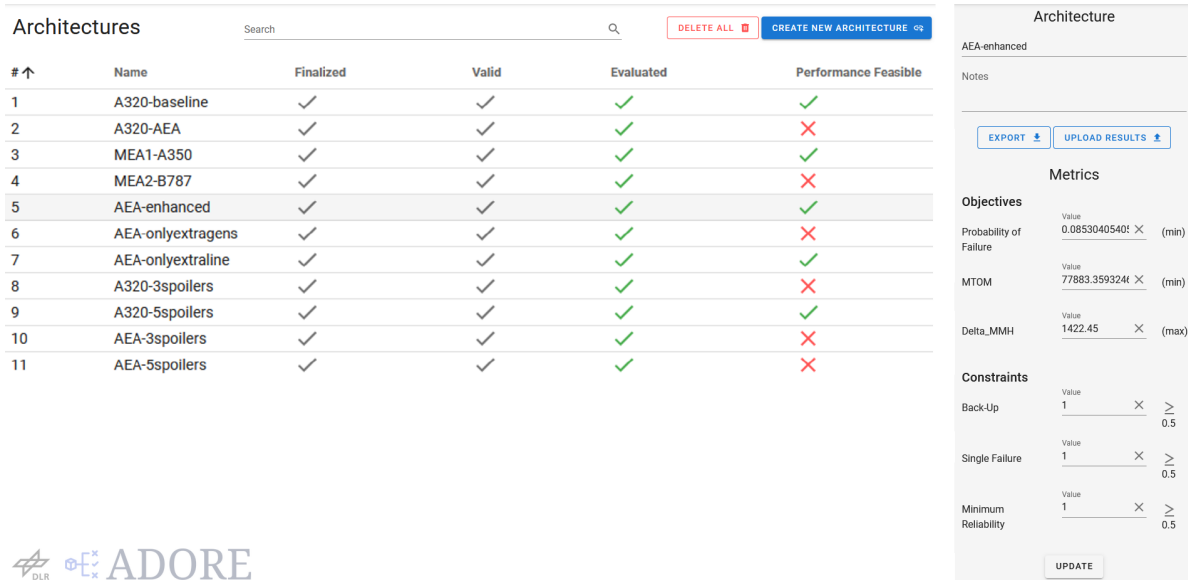 Architectures
Search
DELETE ALL
CREATE NEW ARCHITECTURE
# Name Finalized Valid Evaluated Performance Feasible
1 A320-baseline
2 A320-AEA
3 MEA1-A350
4 MEA2-B787
5 AEA-enhanced
6 AEA-onlyextragens
7 AEA-onlyextraline
8 A320-3spoilers
9 A320-5spoilers
10 AEA-3spoilers
11 AEA-5spoilers
DLR
ADORE
Architecture
AEA-enhanced
Notes
EXPORT
UPLOAD RESULTS
Metrics
Objectives
Value
Probability of 0.0853040540 (min)
Failure
Value
MTOM 77883.359324 (min)
Value
Delta_MMH 1422.45 (max)
Constraints
Value
Back-Up 1 ≥
0.5
Value
Single Failure 1 ≥
0.5
Value
Minimum 1 ≥
Reliability 0.5
UPDATE